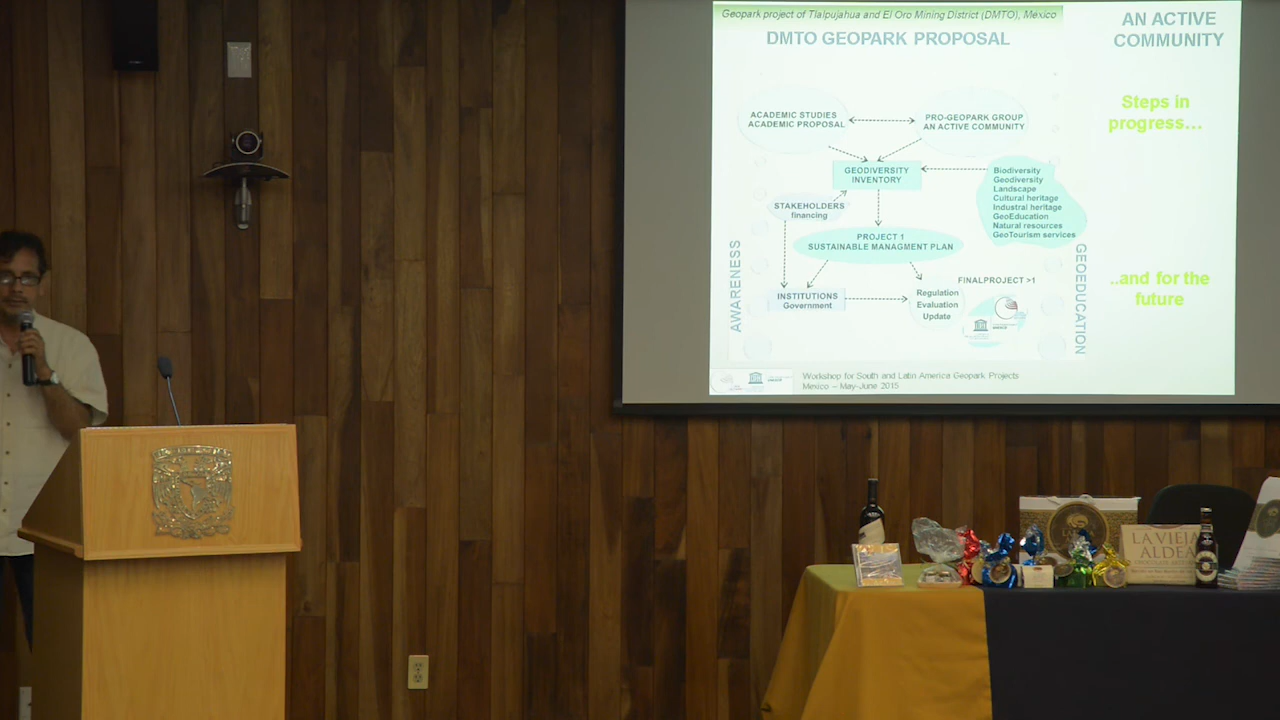 Geopark project of Tlalpujahua and El Oro Mining District (DMTO), Mexico
DMTO GEOPARK PROPOSAL
AN ACTIVE
COMMUNITY
Steps in
progress...
..and for the
future
ACADEMIC STUDIES
ACADEMIC PROPOSAL
PRO-GEOPARK GROUP
AN ACTIVE COMMUNITY
GEODIVERSITY
INVENTORY
Biodiversity
Geodiversity
Landscape
Cultural heritage
Industral heritage
GeoEducation
Natural resources
GeoTourism services
STAKEHOLDERS
financing
PROJECT 1
SUSTAINABLE MANAGMENT PLAN
AWARENESS
GEOEDUCATION
FINALPROJECT >1
INSTITUTIONS
Government
Regulation
Evaluation
Update
Workshop for South and Latin America Geopark Projects
Mexico – May-June 2015
LA VIEJA
ALDEA